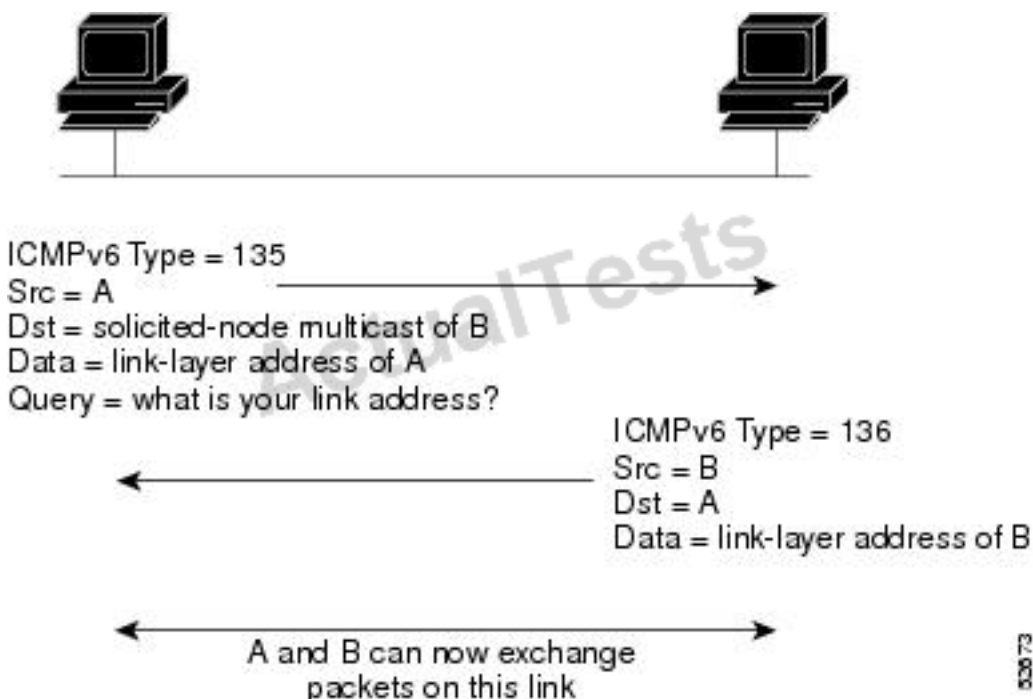 ICMPv6 Type = 135
Src = A
Dst = solicited-node multicast of B
Data = link-layer address of A
Query = what is your link address?
ActualTests
ICMPv6 Type = 136
Src = B
Dst = A
Data = link-layer address of B
A and B can now exchange
packets on this link
52673